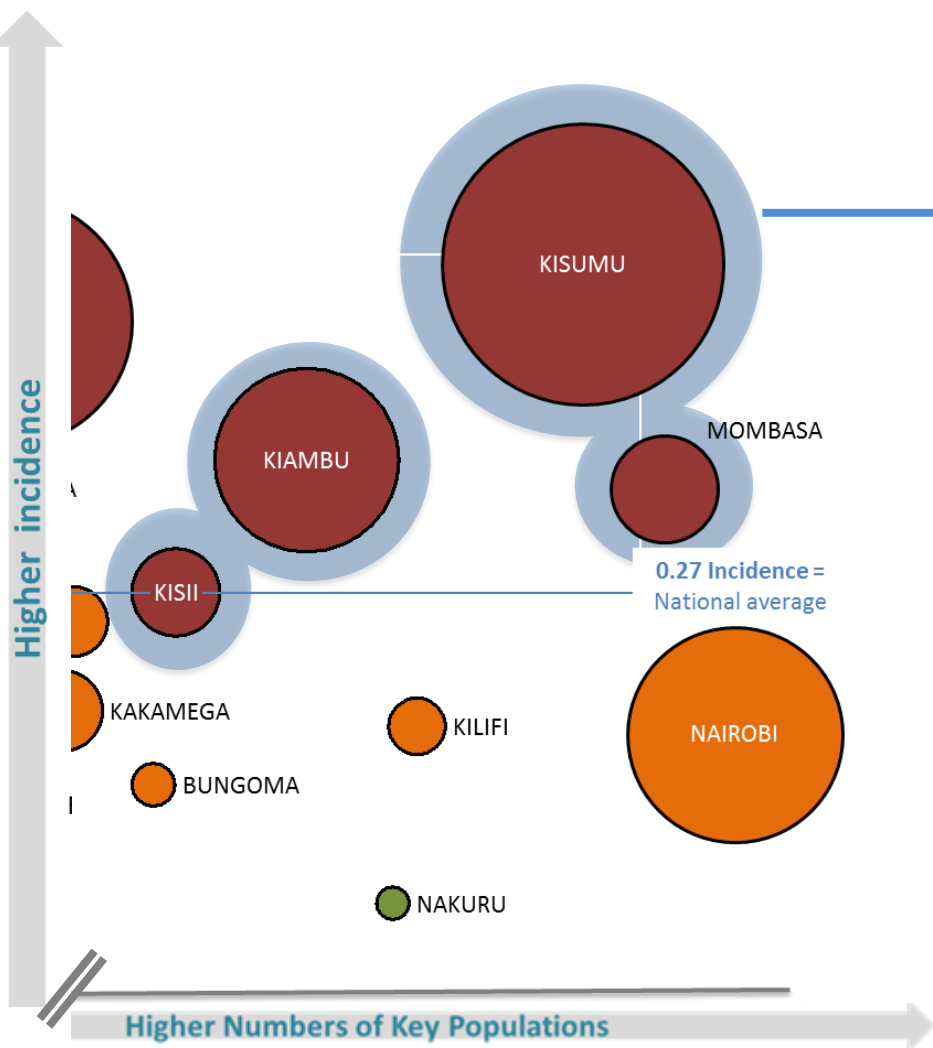 KISUMU
MOMBASA
KIAMBU
0.27 Incidence =
National average
KISII
KAKAMEGA
KILIFI
NAIROBI
BUNGOMA
NAKURU
Higher incidence
Higher Numbers of Key Populations